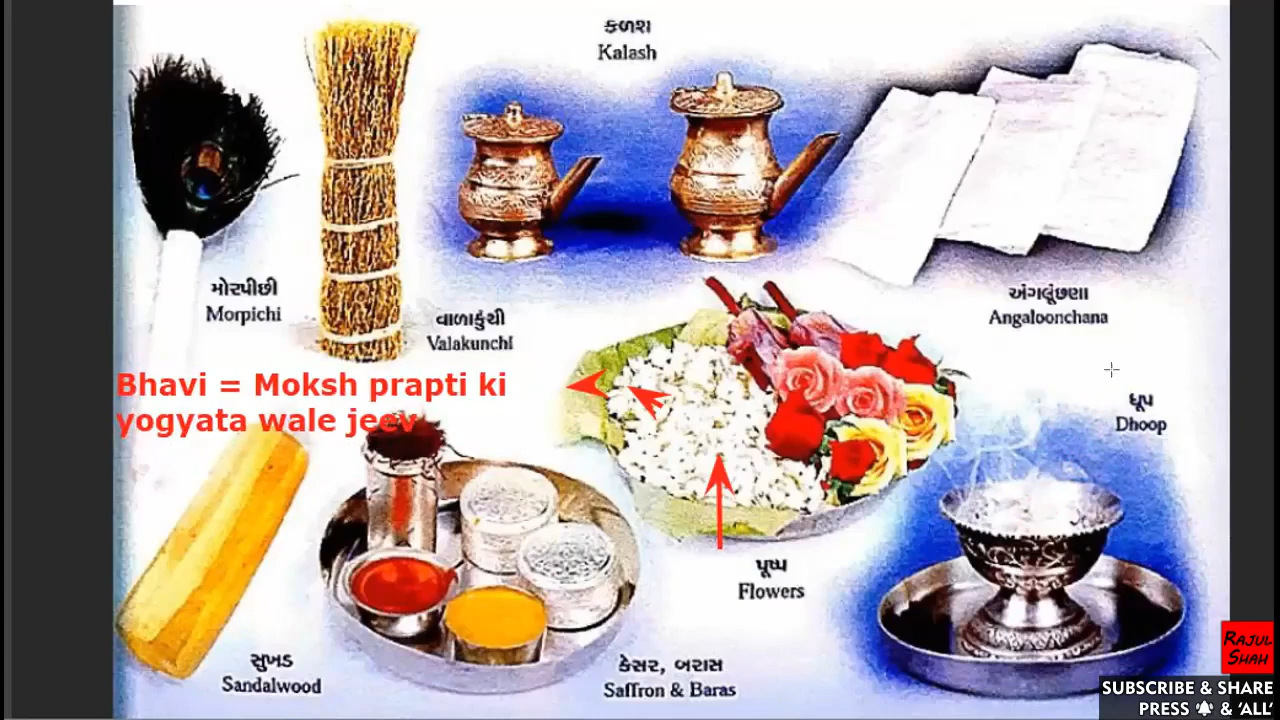 કળશ
Kalash
મોરપીછી
Morpichi
વાળાકુંચી
Valakunchi
અંગલૂંછણા
Angaloonchana
Bhavi = Moksh prapti ki
yogyata wale jeev
ધૂપ
Dhoop
પૂષ્પ
Flowers
સુખડ
Sandalwood
કેસર, બરાસ
Saffron & Baras
RAJUL
SHAH
SUBSCRIBE & SHARE
PRESS & 'ALL'